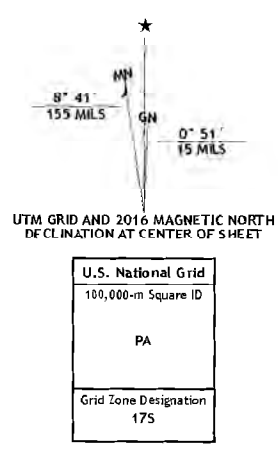 ★
MN
8° 41´
155 MILS
GN
0° 51´
15 MILS
UTM GRID AND 2016 MAGNETIC NORTH
DECLINATION AT CENTER OF SHEET
U.S. National Grid
100,000-m Square ID
PA
Grid Zone Designation
17S